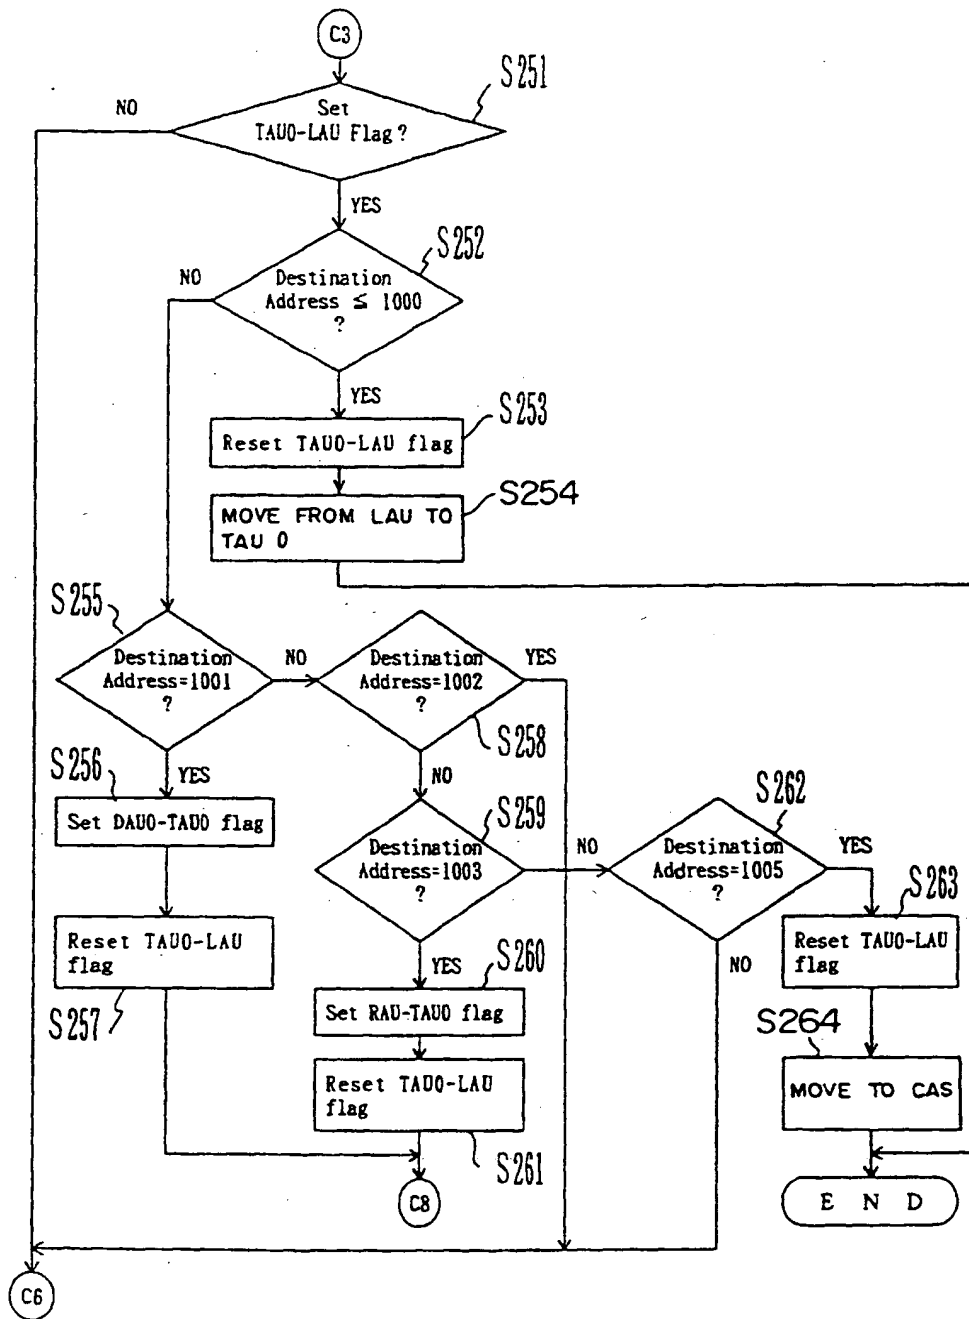 C3
S251
NO
Set
TAU0-LAU Flag?
YES
S252
NO
Destination
Address ≦ 1000
?
YES
S253
Reset TAU0-LAU flag
S254
MOVE FROM LAU TO
TAU 0
S255
Destination
Address=1001
?
NO
Destination
Address=1002
?
YES
S258
S256
YES
NO
Set DAU0-TAU0 flag
S259
Destination
Address=1003
?
NO
S262
Destination
Address=1005
?
YES
S263
Reset TAU0-LAU
flag
S257
YES
S260
Set RAU-TAU0 flag
NO
Reset TAU0-LAU
flag
S264
Reset TAU0-LAU
flag
S261
MOVE TO CAS
C8
E N D
C6